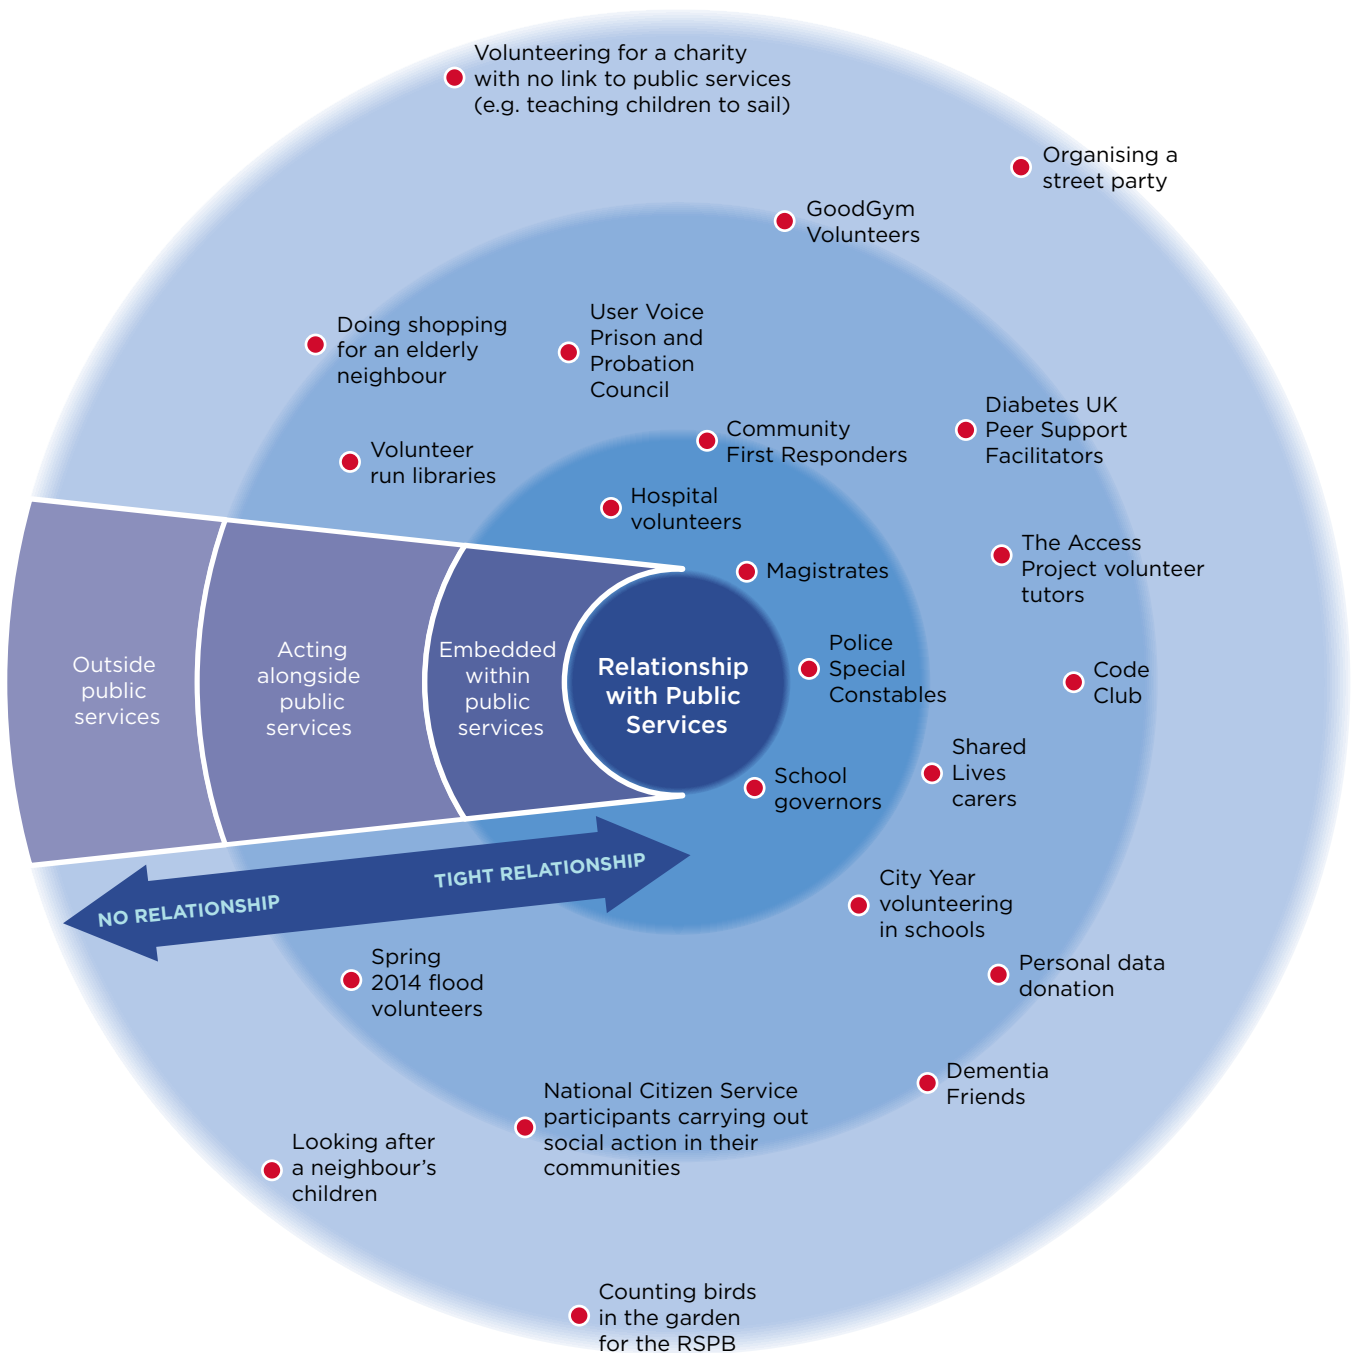 Volunteering for a charity
with no link to public services
(e.g. teaching children to sail)
Organising a
street party
GoodGym
Volunteers
User Voice
Prison and
Probation
Council
Doing shopping
for an elderly
neighbour
Diabetes UK
Peer Support
Facilitators
Community
First Responders
Volunteer
run libraries
Hospital
volunteers
The Access
Project volunteer
tutors
Magistrates
Police
Special
Constables
Code
Club
Outside
public
services
Acting
alongside
public
services
Embedded
within
public
services
Relationship
with Public
Services
Shared
Lives
carers
School
governors
NO RELATIONSHIP
TIGHT RELATIONSHIP
City Year
volunteering
in schools
Spring
2014 flood
volunteers
Personal data
donation
Dementia
Friends
National Citizen Service
participants carrying out
social action in their
communities
Looking after
a neighbour’s
children
Counting birds
in the garden
for the RSPB